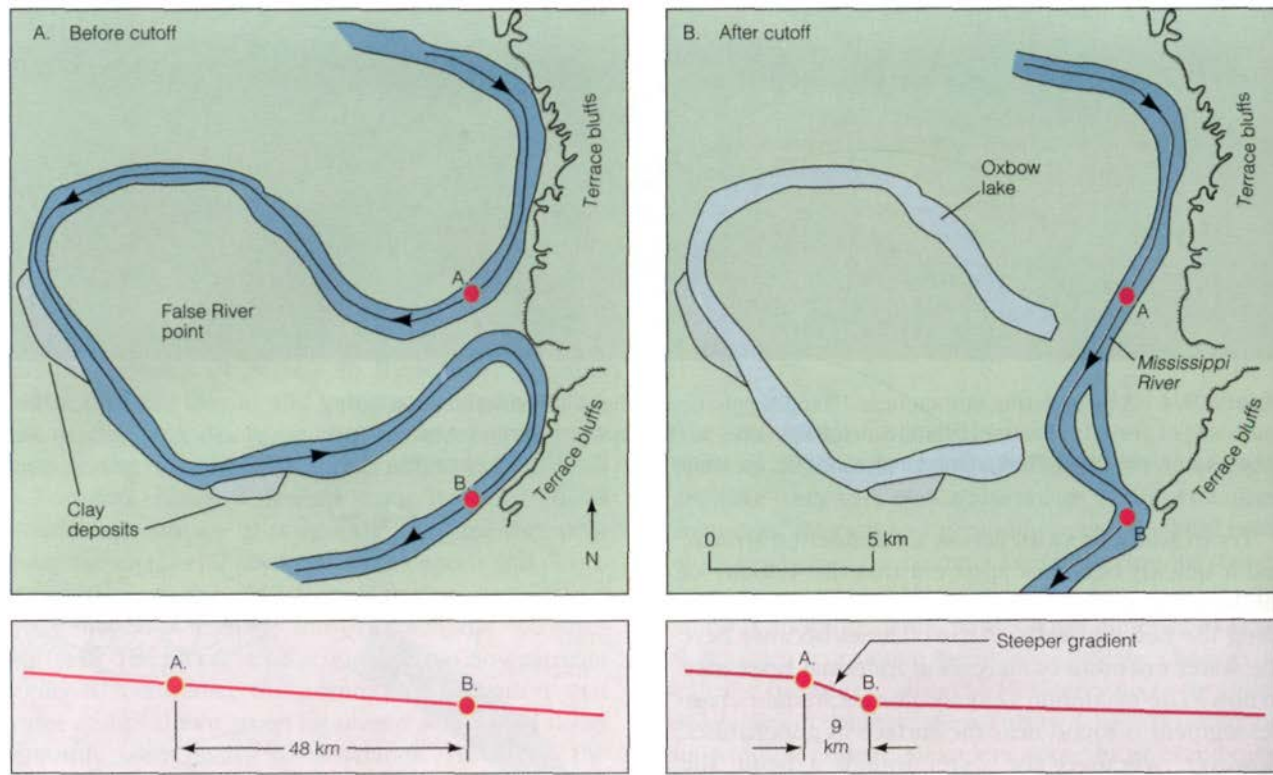 A. Before cutoff
Terrace bluffs
A.
False River
point
Clay
deposits
B
Terrace bluffs
N
B. After cutoff
Terrace bluffs
Oxbow
lake
A
Mississippi
River
Terrace bluffs
0 5 km
B
A.
B.
48 km
Steeper gradient
A.
B.
9
km